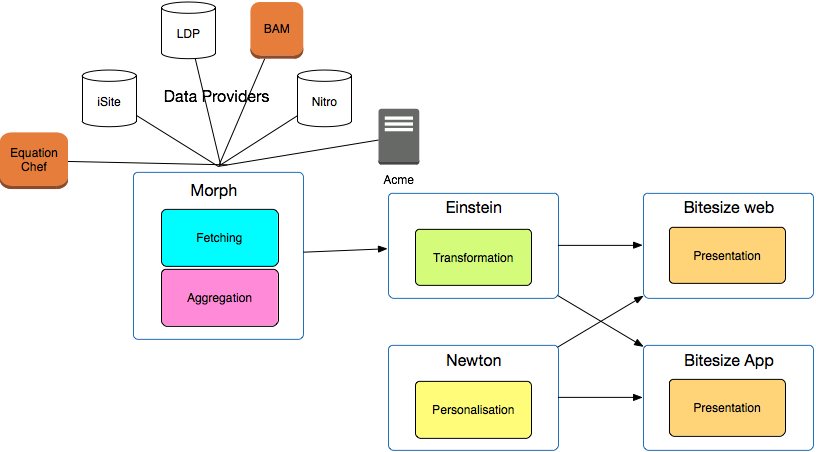 LDP
BAM
iSite
Data Providers
Nitro
Equation
Chef
Acme
Morph
Fetching
Aggregation
Einstein
Transformation
Bitesize web
Presentation
Newton
Personalisation
Bitesize App
Presentation